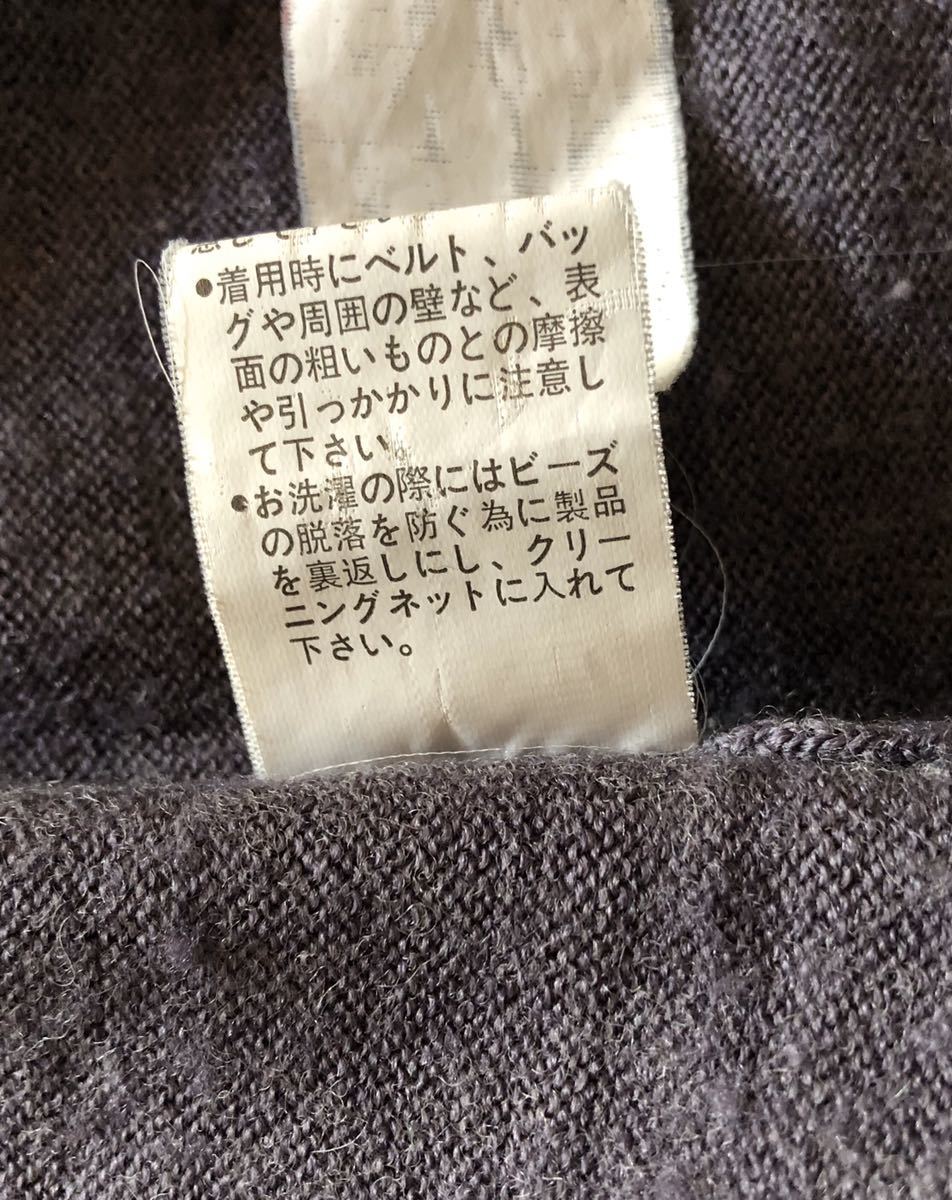 ●着用時にベルト、バッ
グや周囲の壁など、表
面の粗いものとの摩擦
や引っかかりに注意し
て下さい。
●お洗濯の際にはビーズ
の脱落を防ぐ為に製品
を裏返しにし、クリー
ニングネットに入れて
下さい。